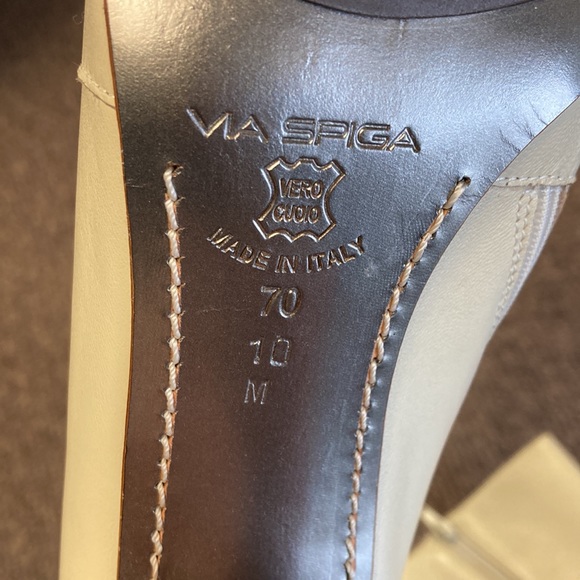 VIA SPIGA
VERO
CUOIO
MADE IN ITALY
70
10
M